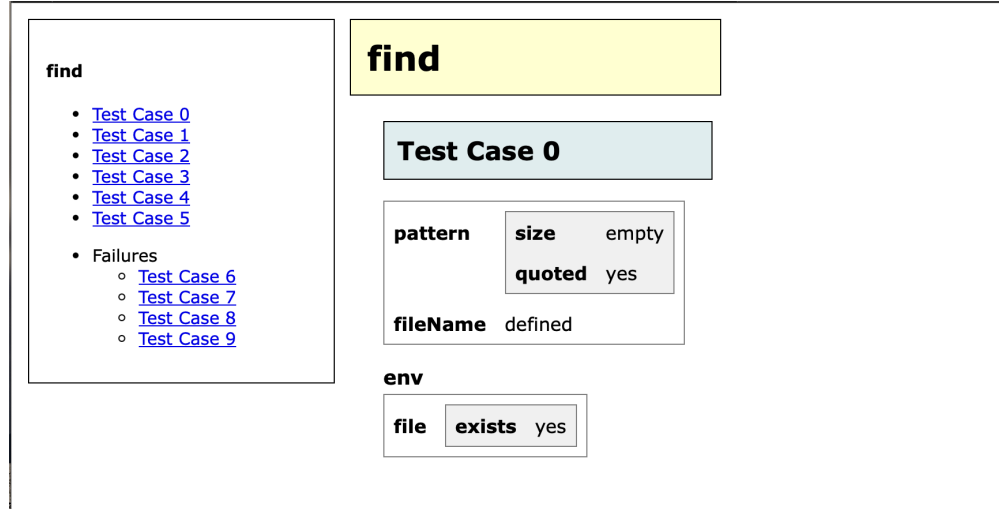 find
Test Case 0
Test Case 1
Test Case 2
Test Case 3
Test Case 4
Test Case 5
Failures
Test Case 6
Test Case 7
Test Case 8
Test Case 9
find
Test Case 0
pattern size empty
quoted yes
fileName defined
env
file exists yes